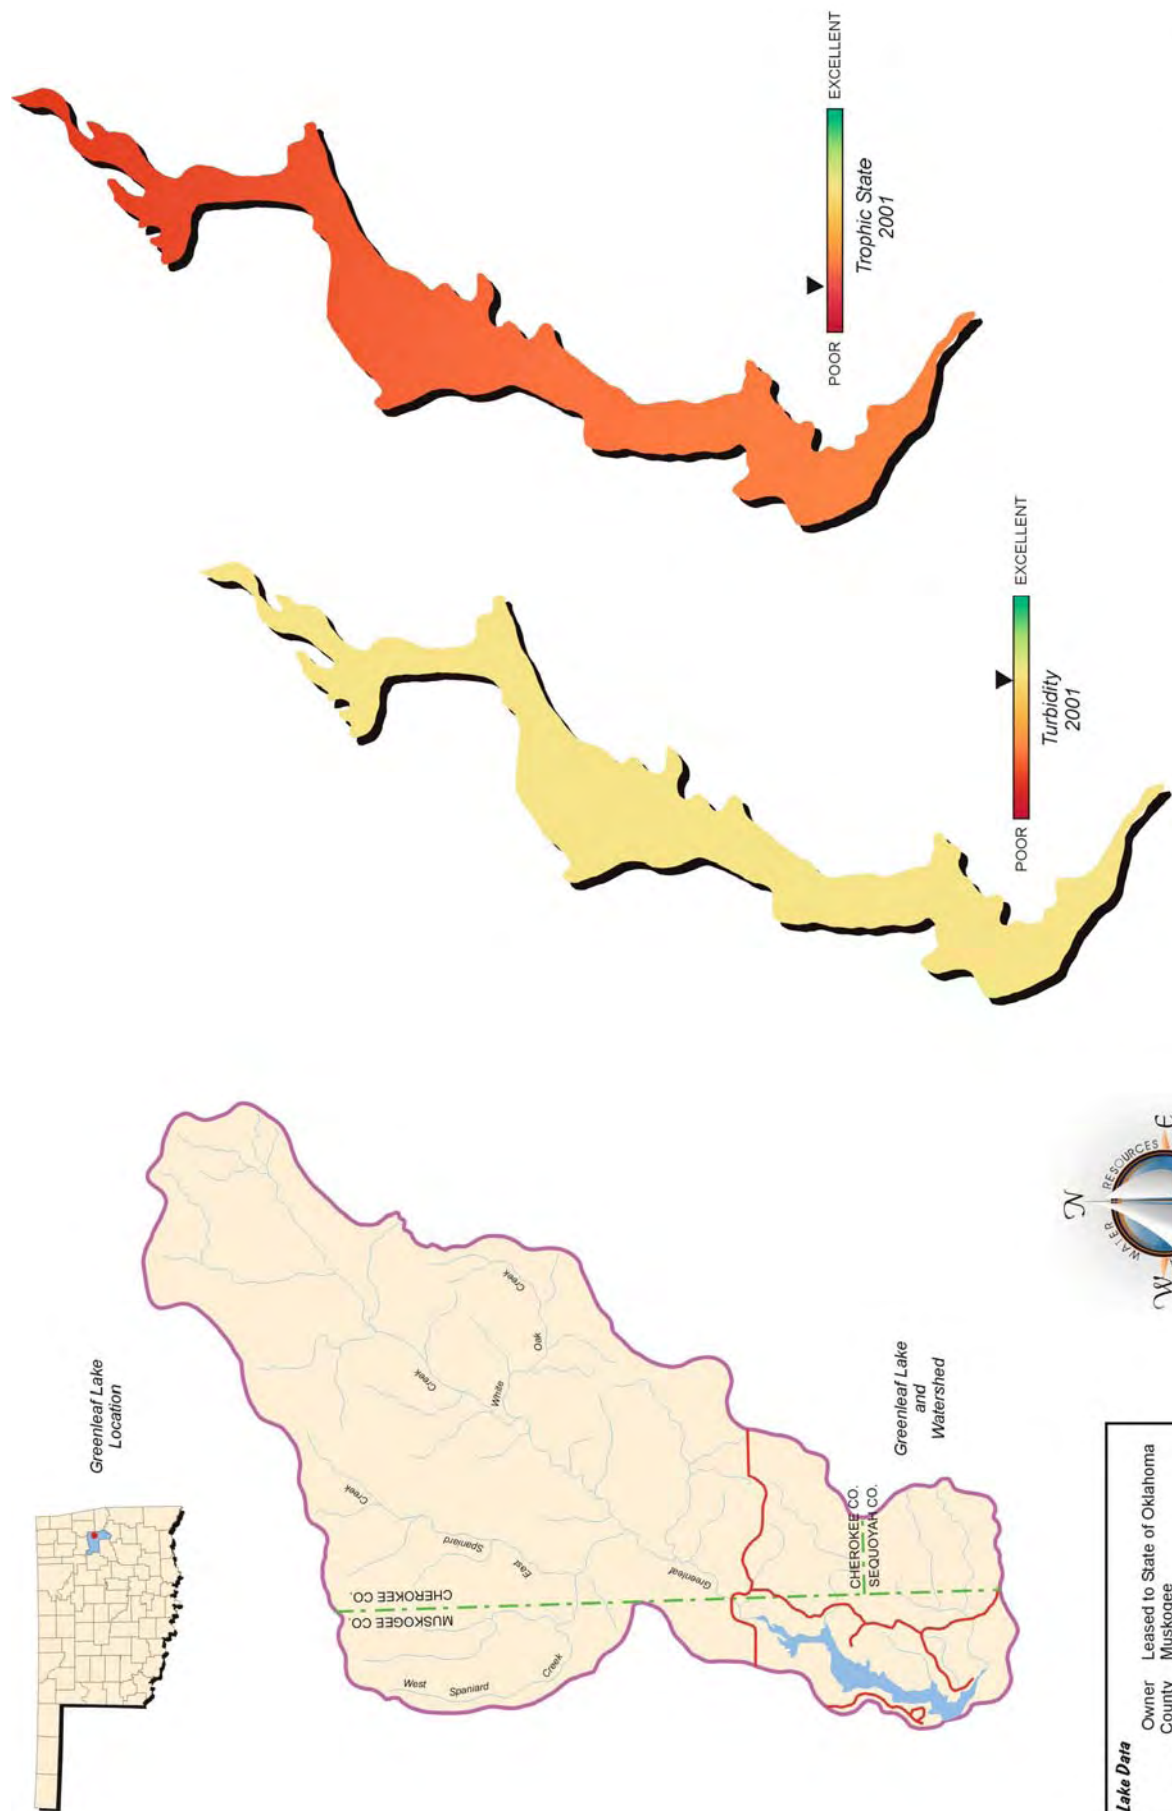 Greenleaf Lake
Location
MUSKOGEE CO.
CHEROKEE CO.
West
Spaniard
Creek
East
Spaniard
Creek
Greenleaf
Creek
White
Oak
Creek
CHEROKEE CO.
SEQUOYAH CO.
Greenleaf Lake
and
Watershed
N
W
E
WATER RESOURCES
Lake Data
Owner Leased to State of Oklahoma
County Muskogee
POOR
EXCELLENT
Turbidity
2001
POOR
EXCELLENT
Trophic State
2001